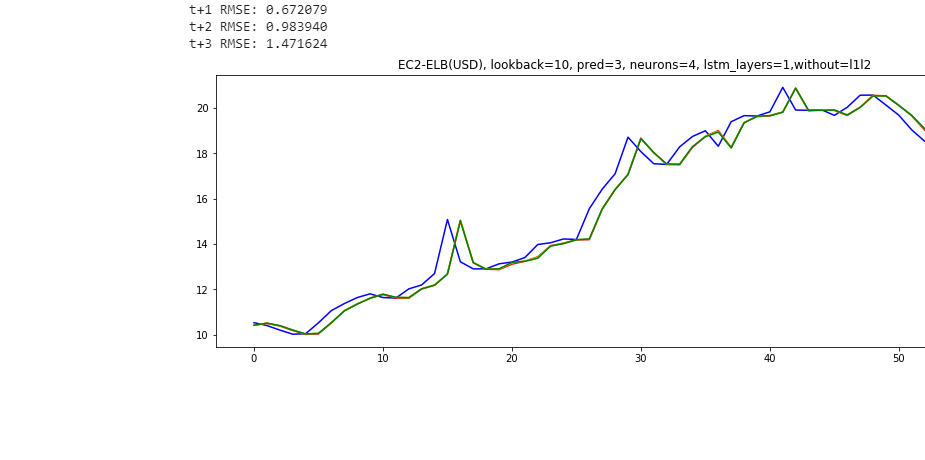 t+1 RMSE: 0.672079
t+2 RMSE: 0.983940
t+3 RMSE: 1.471624
EC2-ELB(USD), lookback=10, pred=3, neurons=4, lstm_layers=1,without=l1l2
20
18
16
14
12
10
0 10 20 30 40 50